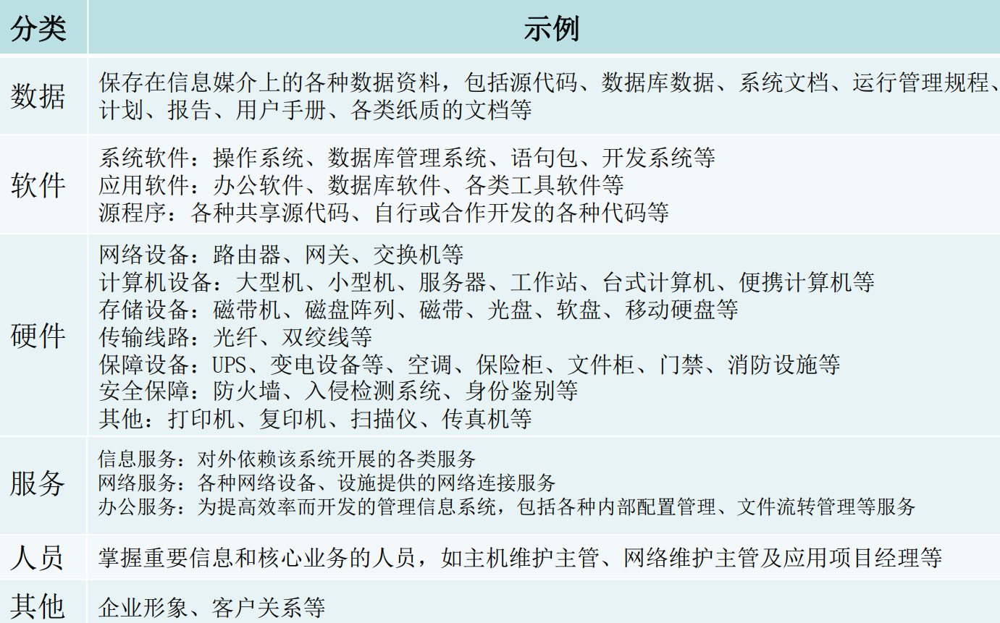 分类
示例
数据
保存在信息媒介上的各种数据资料，包括源代码、数据库数据、系统文档、运行管理规程、
计划、报告、用户手册、各类纸质的文档等
软件
系统软件：操作系统、数据库管理系统、语句包、开发系统等
应用软件：办公软件、数据库软件、各类工具软件等
源程序：各种共享源代码、自行或合作开发的各种代码等
硬件
网络设备：路由器、网关、交换机等
计算机设备：大型机、小型机、服务器、工作站、台式计算机、便携计算机等
存储设备：磁带机、磁盘阵列、磁带、光盘、软盘、移动硬盘等
传输线路：光纤、双绞线等
保障设备：UPS、变电设备等、空调、保险柜、文件柜、门禁、消防设施等
安全保障：防火墙、入侵检测系统、身份鉴别等
其他：打印机、复印机、扫描仪、传真机等
服务
信息服务：对外依赖该系统开展的各类服务
网络服务：各种网络设备、设施提供的网络连接服务
办公服务：为提高效率而开发的管理信息系统，包括各种内部配置管理、文件流转管理等服务
人员
掌握重要信息和核心业务的人员，如主机维护主管、网络维护主管及应用项目经理等
其他
企业形象、客户关系等